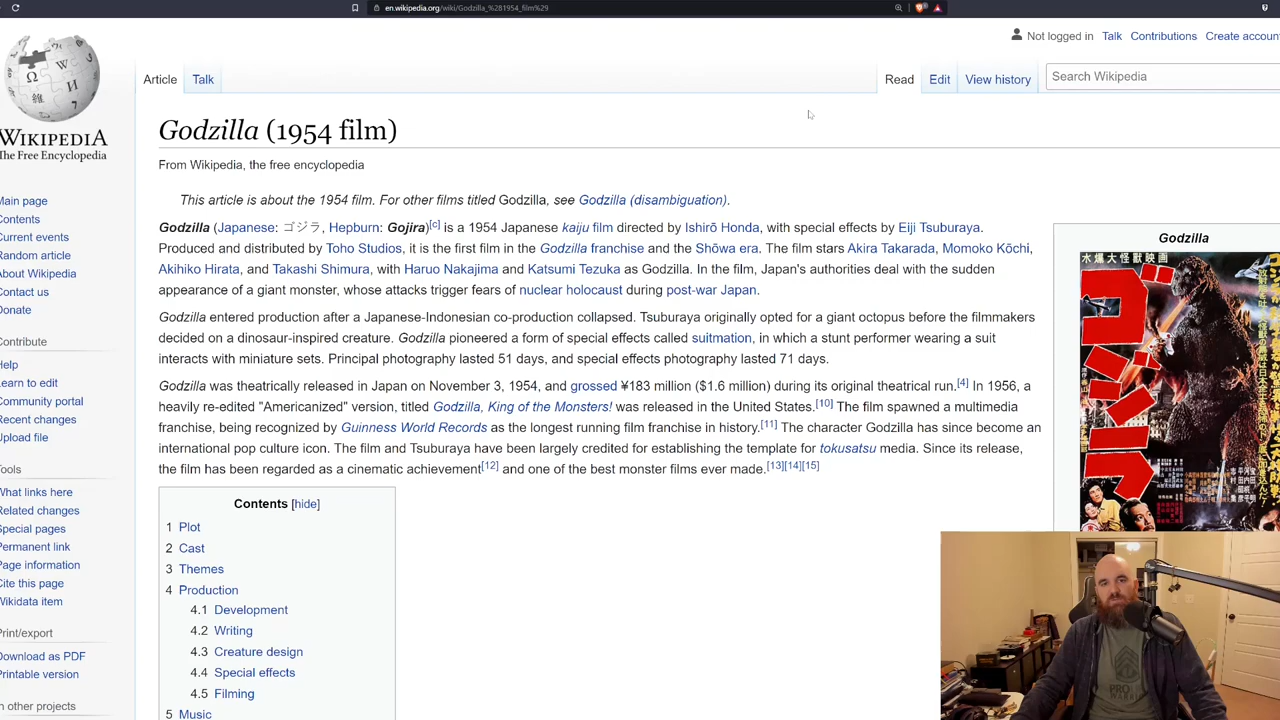 en.wikipedia.org/wiki/Godzilla_%281954_film%29
Not logged in Talk Contributions Create accoun
Article Talk Read Edit View history Search Wikipedia
WIKIPEDIA
The Free Encyclopedia
Main page
Contents
Current events
Random article
About Wikipedia
Contact us
Donate
Contribute
Help
Learn to edit
Community portal
Recent changes
Upload file
Tools
What links here
Related changes
Special pages
Permanent link
Page information
Cite this page
Wikidata item
Print/export
Download as PDF
Printable version
n other projects
Godzilla (1954 film)
From Wikipedia, the free encyclopedia
This article is about the 1954 film. For other films titled Godzilla, see Godzilla (disambiguation).
Godzilla (Japanese: ゴジラ, Hepburn: Gojira)[c] is a 1954 Japanese kaiju film directed by Ishirō Honda, with special effects by Eiji Tsuburaya.
Produced and distributed by Toho Studios, it is the first film in the Godzilla franchise and the Shōwa era. The film stars Akira Takarada, Momoko Kōchi,
Akihiko Hirata, and Takashi Shimura, with Haruo Nakajima and Katsumi Tezuka as Godzilla. In the film, Japan's authorities deal with the sudden
appearance of a giant monster, whose attacks trigger fears of nuclear holocaust during post-war Japan.
Godzilla entered production after a Japanese-Indonesian co-production collapsed. Tsuburaya originally opted for a giant octopus before the filmmakers
decided on a dinosaur-inspired creature. Godzilla pioneered a form of special effects called suitmation, in which a stunt performer wearing a suit
interacts with miniature sets. Principal photography lasted 51 days, and special effects photography lasted 71 days.
Godzilla was theatrically released in Japan on November 3, 1954, and grossed ¥183 million ($1.6 million) during its original theatrical run.[4] In 1956, a
heavily re-edited "Americanized" version, titled Godzilla, King of the Monsters! was released in the United States.[10] The film spawned a multimedia
franchise, being recognized by Guinness World Records as the longest running film franchise in history.[11] The character Godzilla has since become an
international pop culture icon. The film and Tsuburaya have been largely credited for establishing the template for tokusatsu media. Since its release,
the film has been regarded as a cinematic achievement[12] and one of the best monster films ever made.[13][14][15]
Contents [hide]
1 Plot
2 Cast
3 Themes
4 Production
4.1 Development
4.2 Writing
4.3 Creature design
4.4 Special effects
4.5 Filming
5 Music
Godzilla
水爆大怪獣映画
ゴジラ
PRO